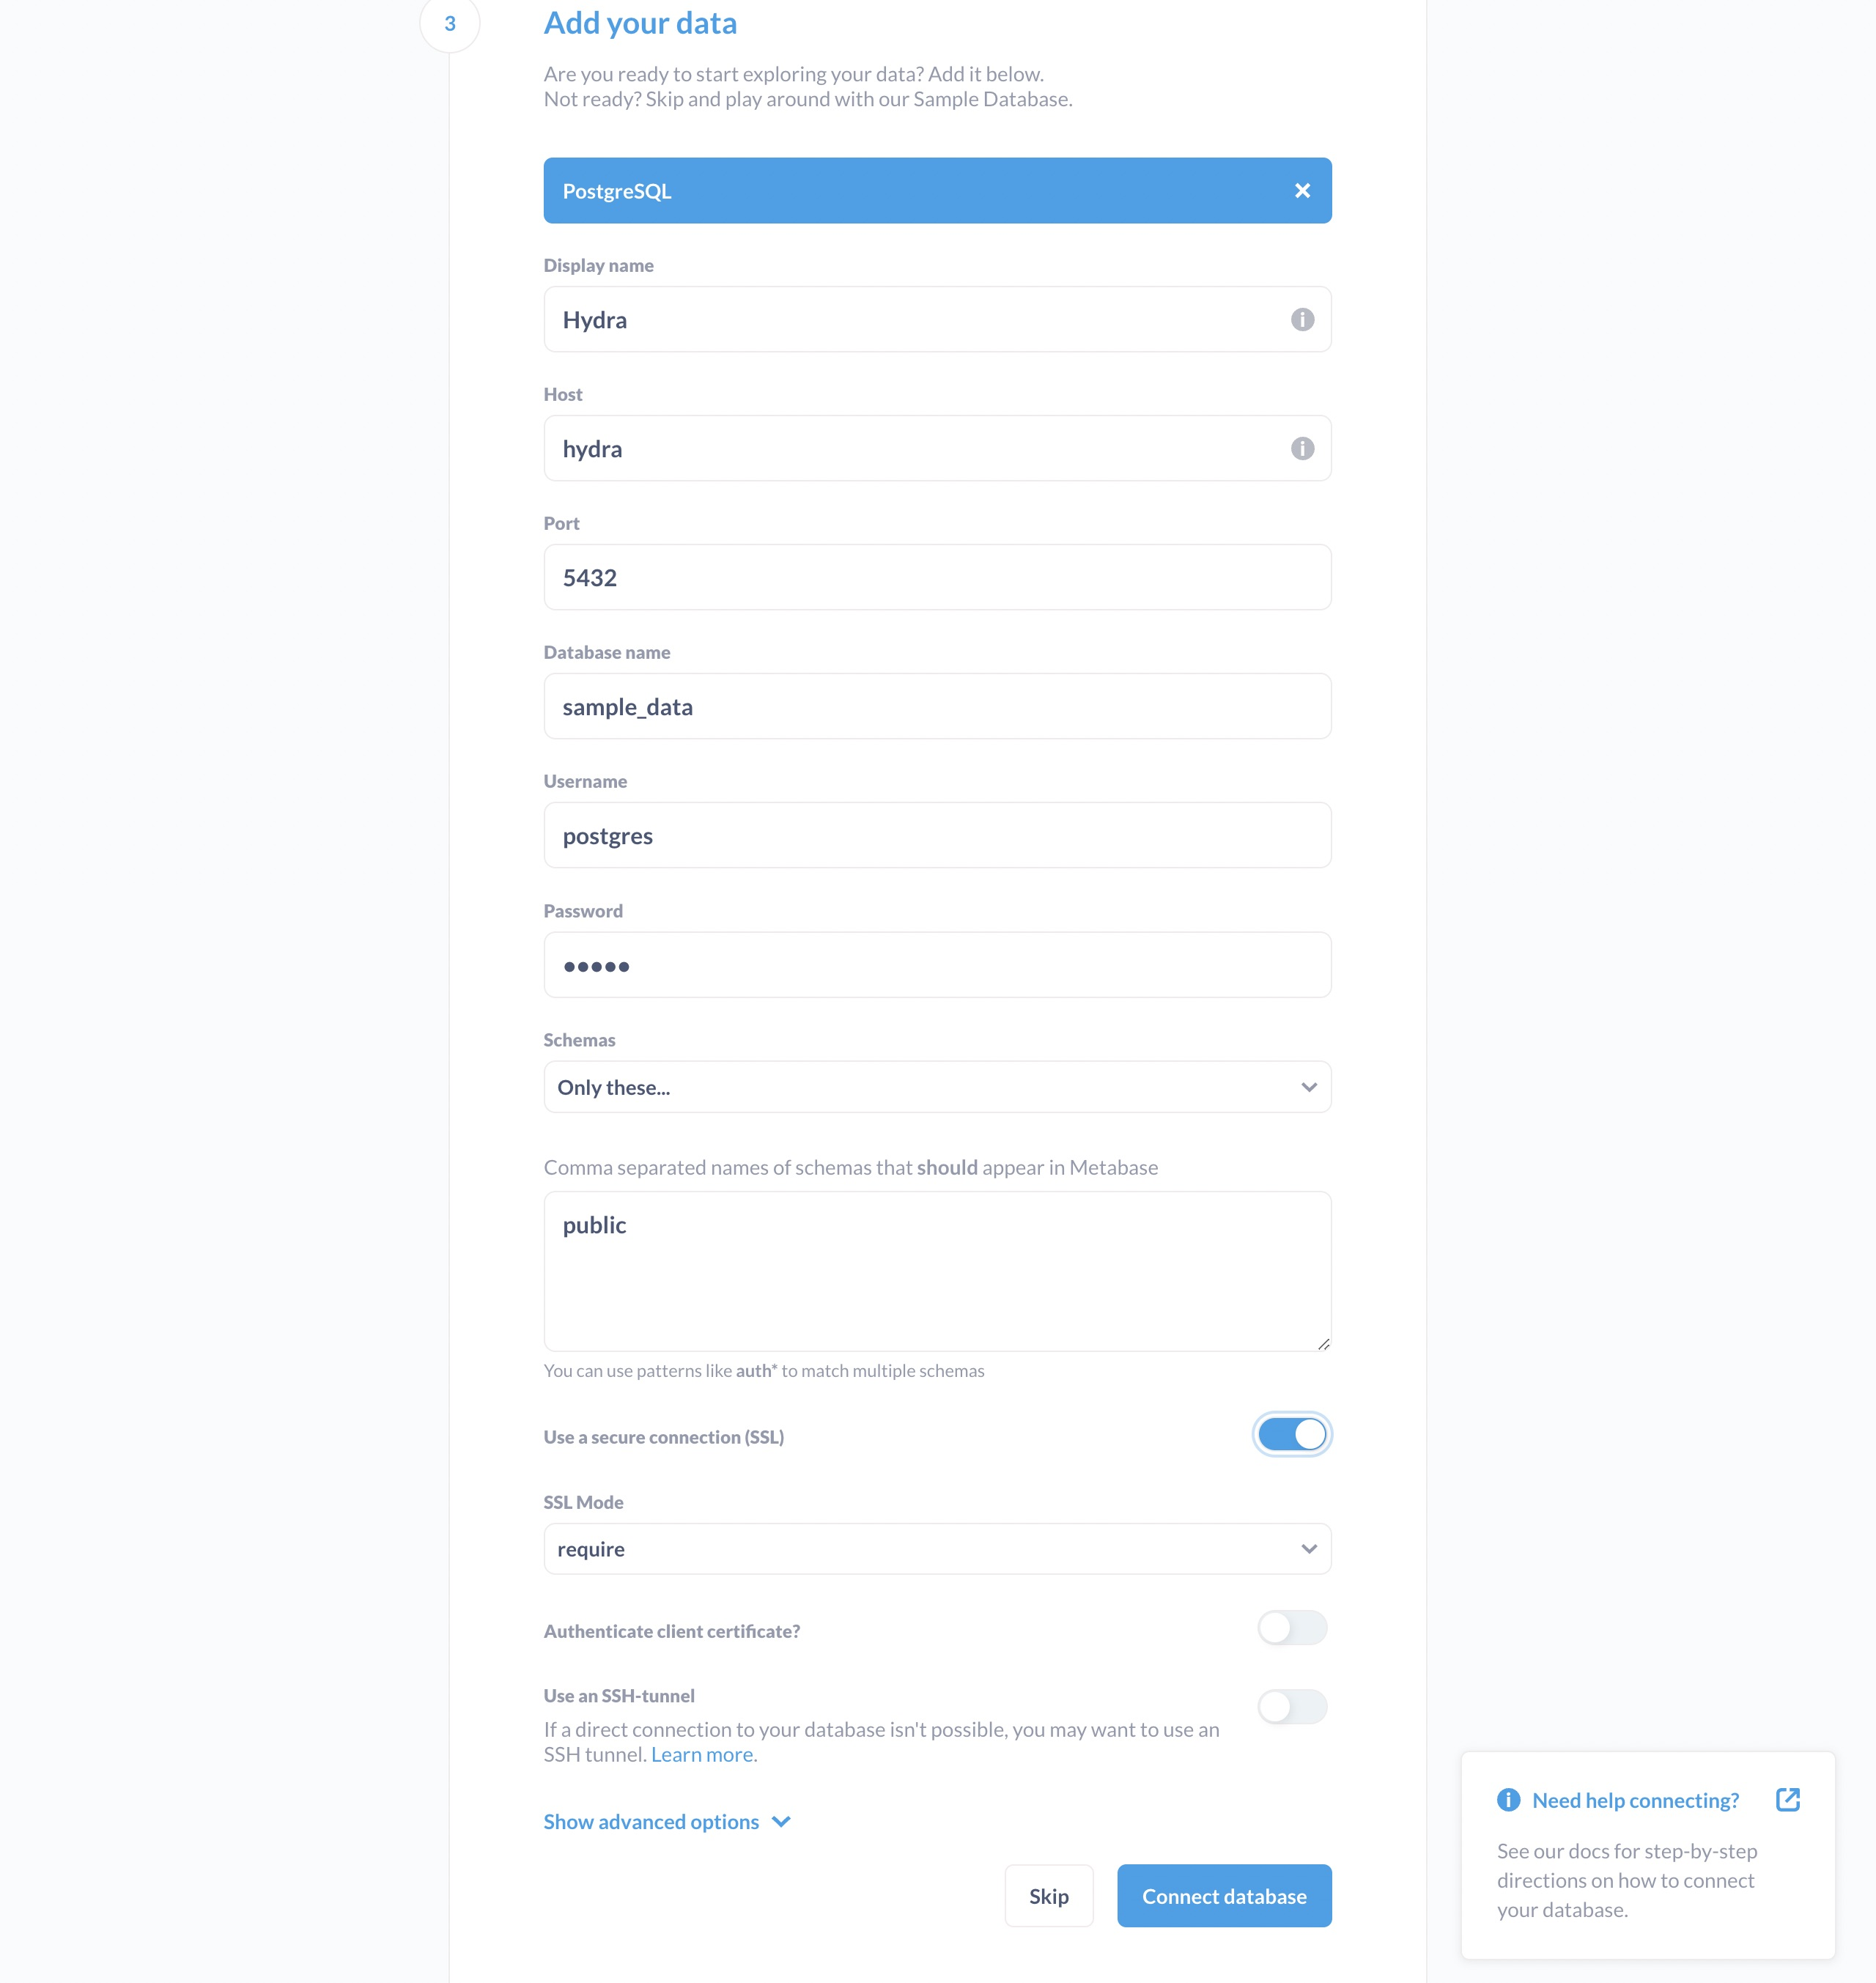 3
Add your data
Are you ready to start exploring your data? Add it below.
Not ready? Skip and play around with our Sample Database.
PostgreSQL
Display name
Hydra
Host
hydra
Port
5432
Database name
sample_data
Username
postgres
Password
•••••
Schemas
Only these...
Comma separated names of schemas that should appear in Metabase
public
You can use patterns like auth* to match multiple schemas
Use a secure connection (SSL)
SSL Mode
require
Authenticate client certificate?
Use an SSH-tunnel
If a direct connection to your database isn't possible, you may want to use an
SSH tunnel. Learn more.
Show advanced options
Skip
Connect database
Need help connecting?
See our docs for step-by-step
directions on how to connect
your database.